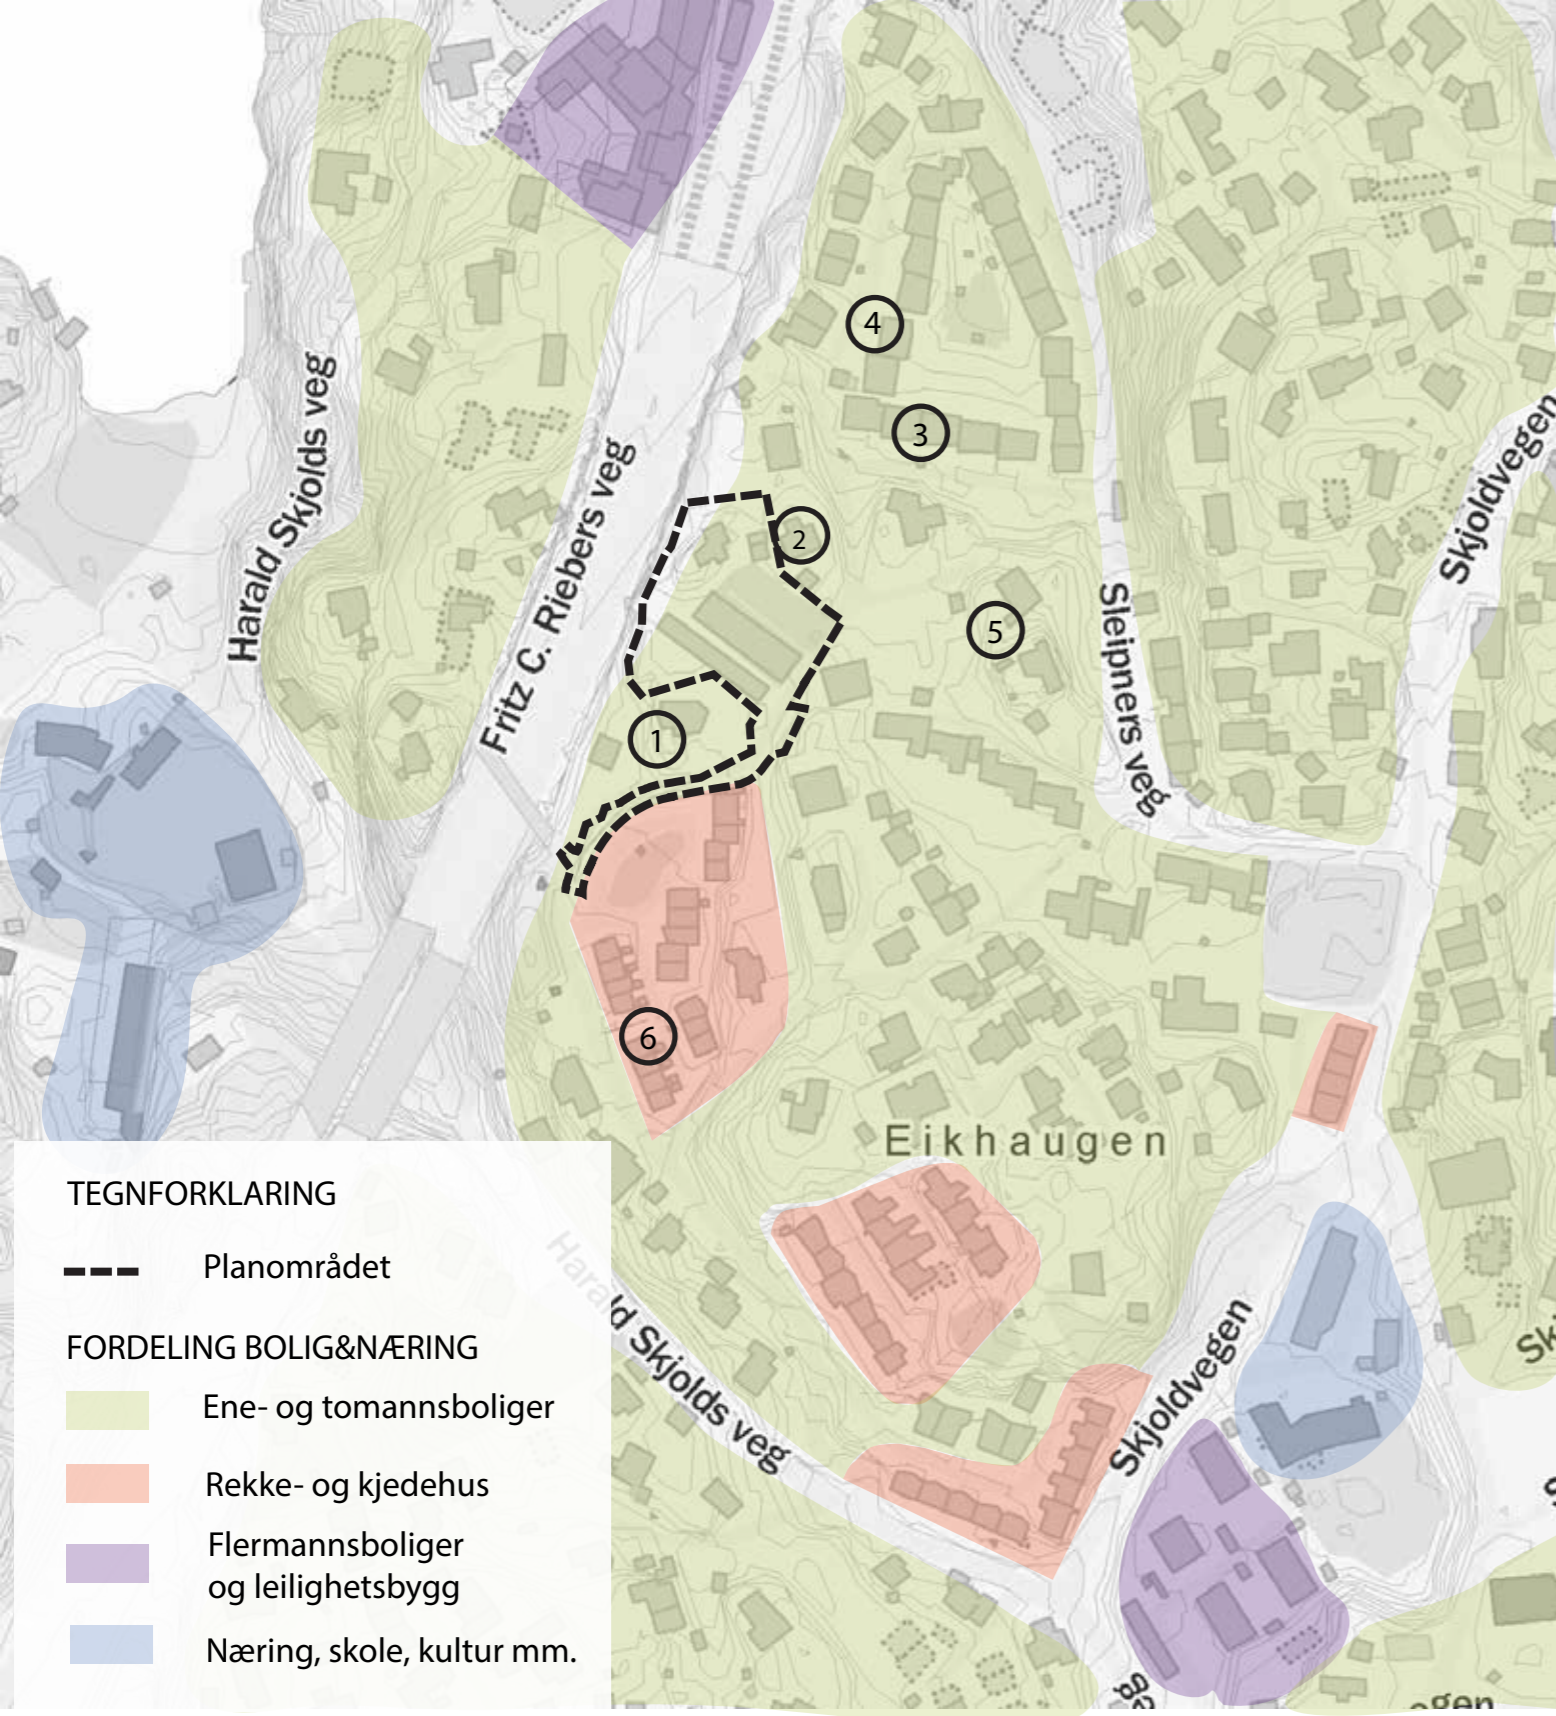 4
3
Harald Skjolds veg
Skjoldvegen
Fritz C. Riebers veg
2
5
Sleipners veg
1
6
Eikhaugen
TEGNFORKLARING
Planområdet
FORDELING BOLIG&NÆRING
Ene- og tomannsboliger
Rekke- og kjedehus
Flermannsboliger
og leilighetsbygg
Næring, skole, kultur mm.
Harald Skjolds veg
Skjoldvegen